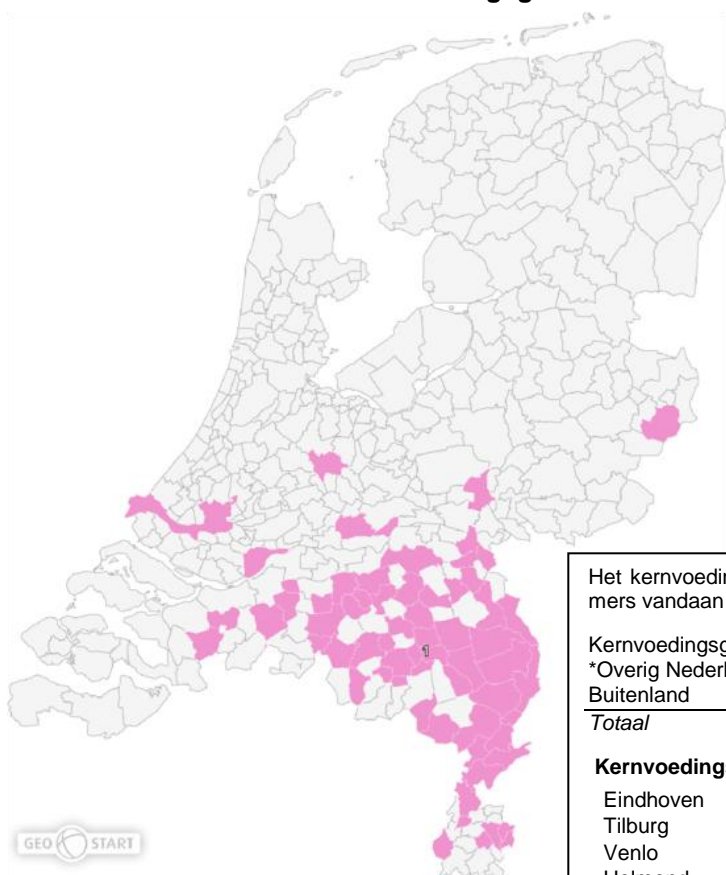 1
Het kernvoedin
mers vandaan
Kernvoedingsg
*Overig Nederl
Buitenland
Totaal
Kernvoeding
Eindhoven
Tilburg
Venlo
GEO START